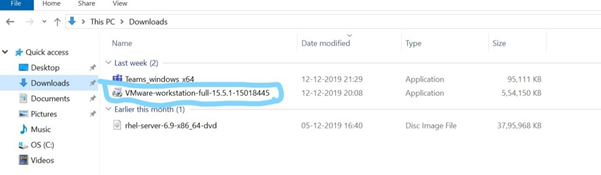 File Home Share View
This PC > Downloads
Name Date modified Type Size
Quick access
Desktop
Downloads
Documents
Pictures
Music
OS (C:)
Videos
Last week (2)
Teams_windows_x64 12-12-2019 21:29 Application 95,111 KB
VMware-workstation-full-15.5.1-15018445 12-12-2019 20:08 Application 5,54,150 KB
Earlier this month (1)
rhel-server-6.9-x86_64-dvd 05-12-2019 16:40 Disc Image File 37,95,968 KB